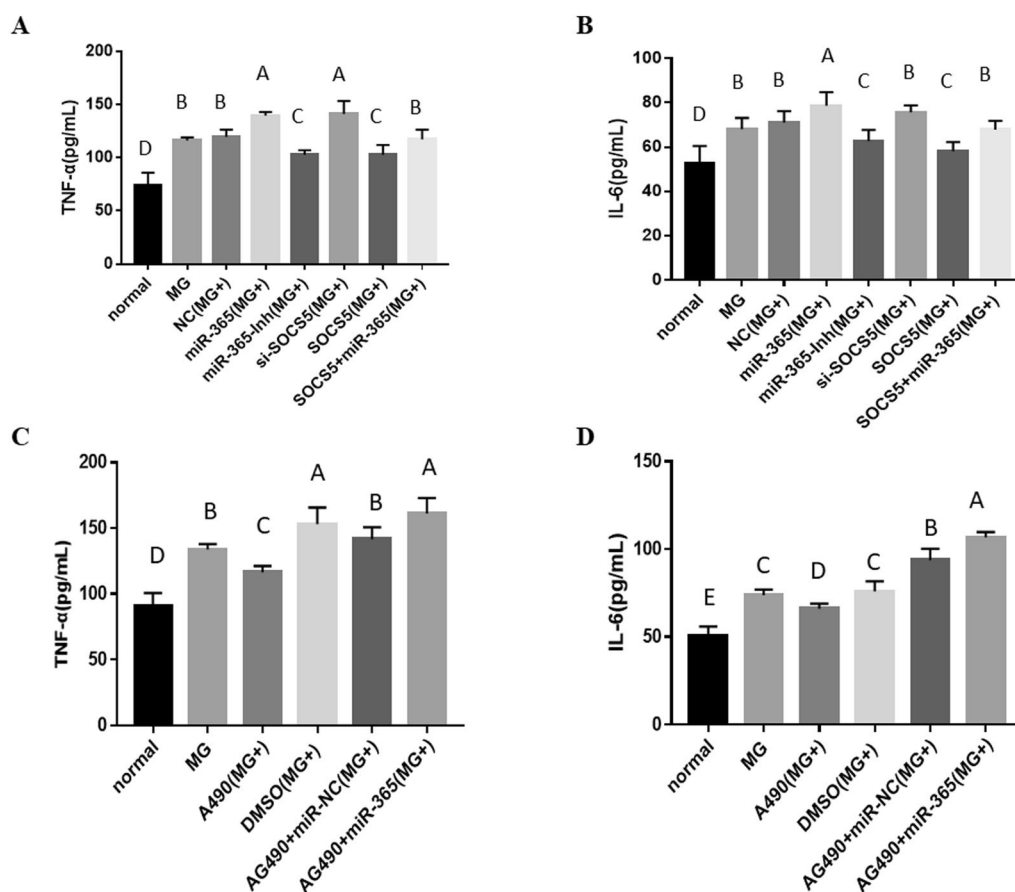 A
TNF-α(pg/mL)
200
150
100
50
0
D
B
B
A
C
A
C
B
normal
MG
NC(MG+)
miR-365(MG+)
miR-365-Inh(MG+)
si-SOCS5(MG+)
SOCS5(MG+)
SOCS5+miR-365(MG+)
B
IL-6(pg/mL)
100
80
60
40
20
0
D
B
B
A
C
B
C
B
normal
MG
NC(MG+)
miR-365(MG+)
miR-365-Inh(MG+)
si-SOCS5(MG+)
SOCS5(MG+)
SOCS5+miR-365(MG+)
C
TNF-α(pg/mL)
200
150
100
50
0
D
B
C
A
B
A
normal
MG
A490(MG+)
DMSO(MG+)
AG490+miR-NC(MG+)
AG490+miR-365(MG+)
D
IL-6(pg/mL)
150
100
50
0
E
C
D
C
B
A
normal
MG
A490(MG+)
DMSO(MG+)
AG490+miR-NC(MG+)
AG490+miR-365(MG+)